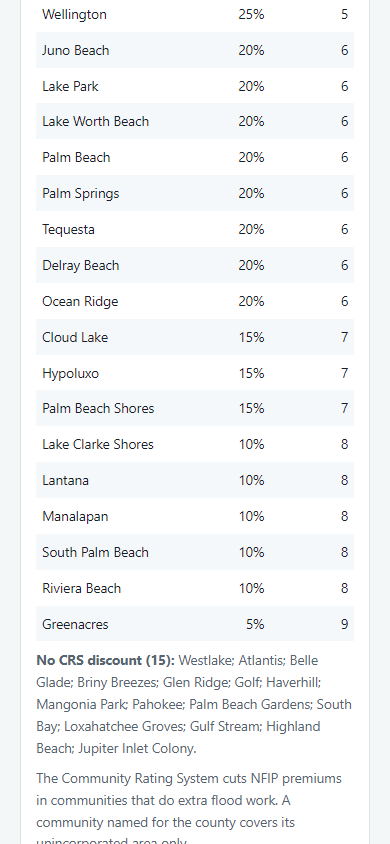 Wellington 25% 5
Juno Beach 20% 6
Lake Park 20% 6
Lake Worth Beach 20% 6
Palm Beach 20% 6
Palm Springs 20% 6
Tequesta 20% 6
Delray Beach 20% 6
Ocean Ridge 20% 6
Cloud Lake 15% 7
Hypoluxo 15% 7
Palm Beach Shores 15% 7
Lake Clarke Shores 10% 8
Lantana 10% 8
Manalapan 10% 8
South Palm Beach 10% 8
Riviera Beach 10% 8
Greenacres 5% 9
No CRS discount (15): Westlake; Atlantis; Belle
Glade; Briny Breezes; Glen Ridge; Golf; Haverhill;
Mangonia Park; Pahokee; Palm Beach Gardens; South
Bay; Loxahatchee Groves; Gulf Stream; Highland
Beach; Jupiter Inlet Colony.
The Community Rating System cuts NFIP premiums
in communities that do extra flood work. A
community named for the county covers its
unincorporated area only